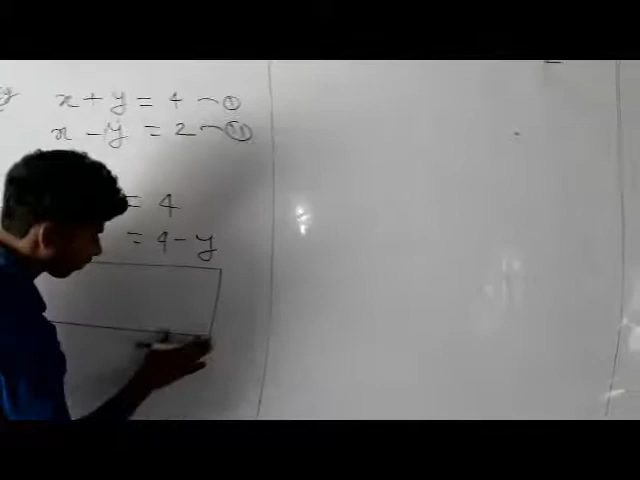 x + y = 4 — ①
x - y = 2 — ②
= 4
= 4 - y